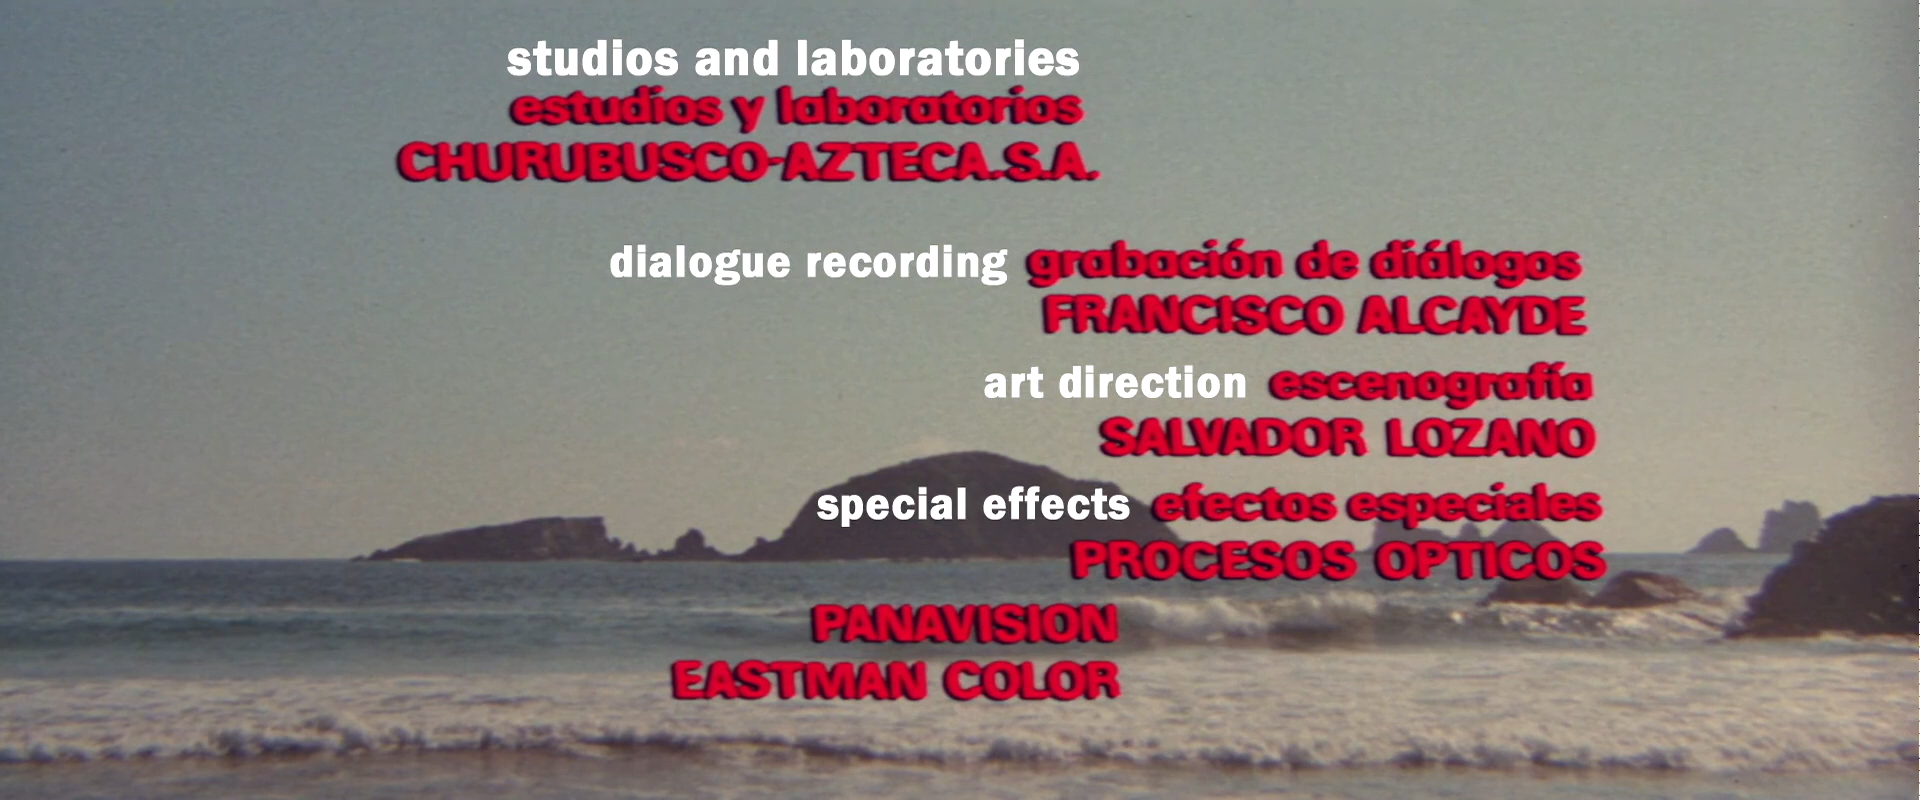 studios and laboratories
estudios y laboratorios
CHURUBUSCO-AZTECA.S.A.
dialogue recording grabación de diálogos
FRANCISCO ALCAYDE
art direction escenografía
SALVADOR LOZANO
special effects efectos especiales
PROCESOS OPTICOS
PANAVISION
EASTMAN COLOR